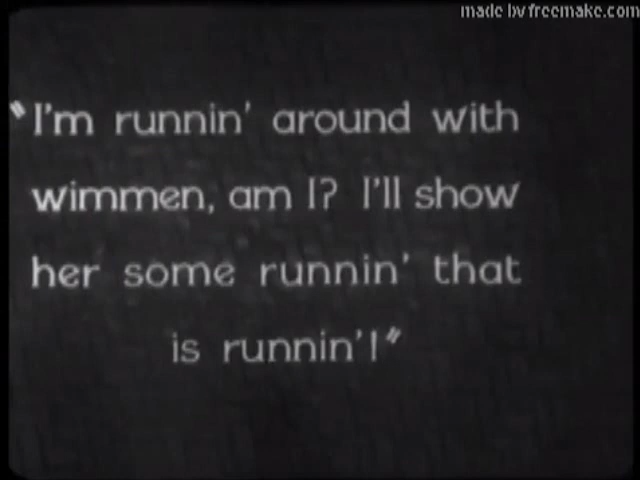 made by freemake.com
"I'm runnin' around with
wimmen, am I? I'll show
her some runnin' that
is runnin'!"